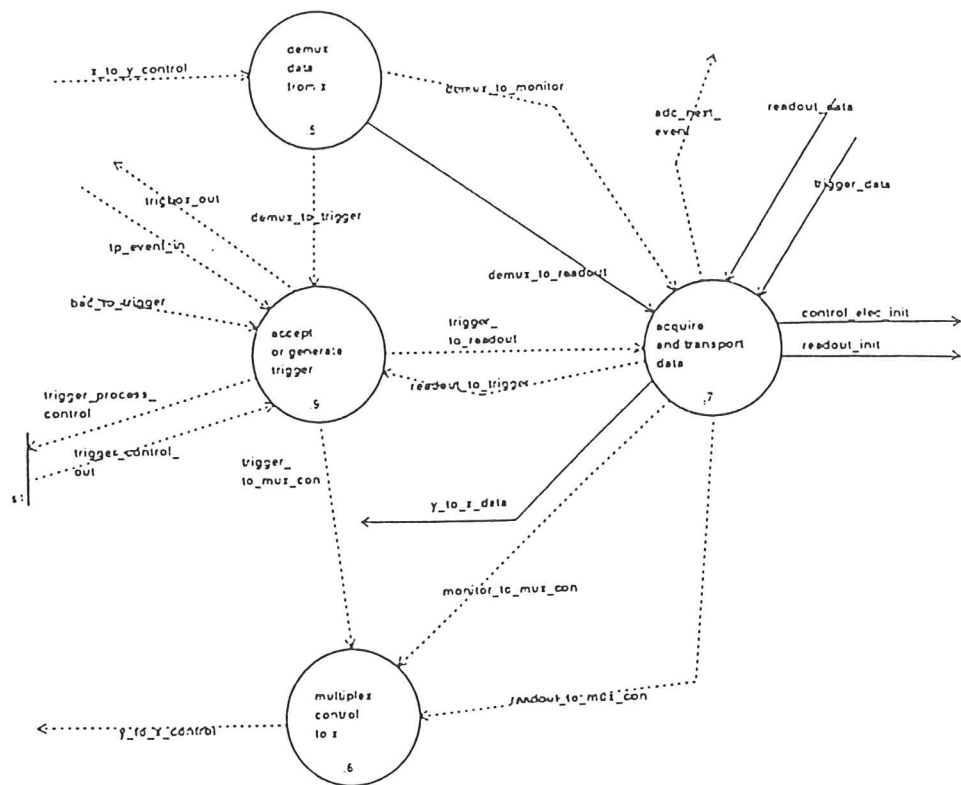 demux
data
from x
.5
x_to_y_control
demux_to_monitor
adc_next_
event
readout_data
trigger_data
trigbox_out
demux_to_trigger
tp_event_in
demux_to_readout
bac_to_trigger
accept
or generate
trigger
.9
trigger_
to_readout
acquire
and transport
data
.7
control_elec_init
readout_init
readout_to_trigger
trigger_process_
control
trigger_control_
out
trigger_
to_mux_con
y_to_x_data
monitor_to_mux_con
multiplex
control
to x
.6
y_to_x_control